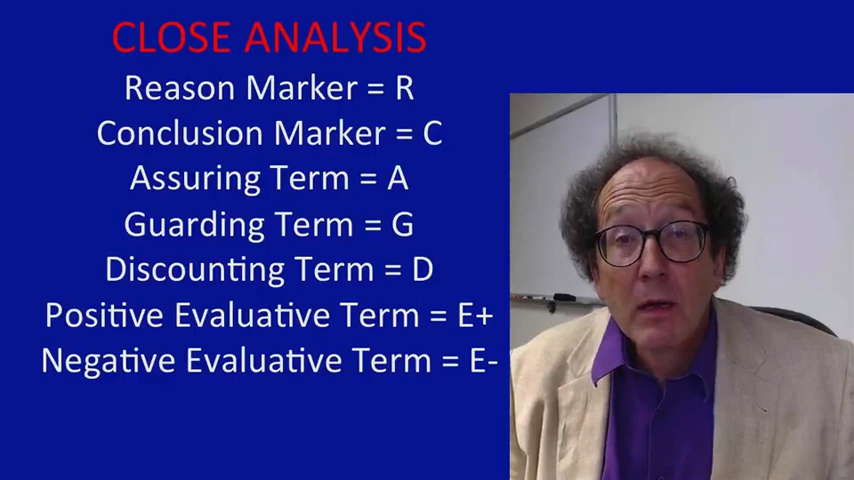 CLOSE ANALYSIS
Reason Marker = R
Conclusion Marker = C
Assuring Term = A
Guarding Term = G
Discounting Term = D
Positive Evaluative Term = E+
Negative Evaluative Term = E-